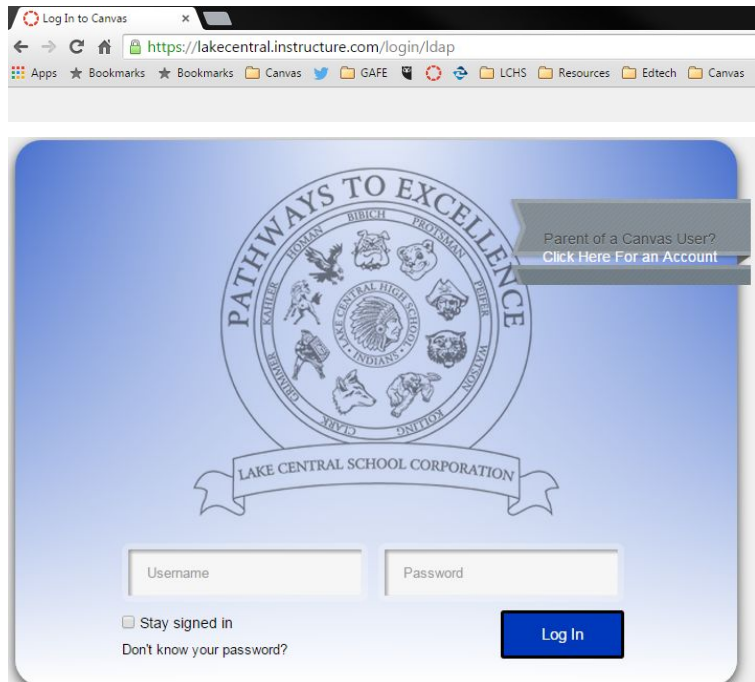 Log In to Canvas
https://lakecentral.instructure.com/login/ldap
Apps Bookmarks Bookmarks Canvas GAFE LCHS Resources Edtech Canvas
PATHWAYS TO EXCELLENCE
HOMAN BIBICH PROTSMAN PEIFER WATSON KOLLING CLARK GRIMMER KAHLER
LAKE CENTRAL HIGH SCHOOL
INDIANS
LAKE CENTRAL SCHOOL CORPORATION
Parent of a Canvas User?
Click Here For an Account
Username Password
Stay signed in
Don't know your password?
Log In